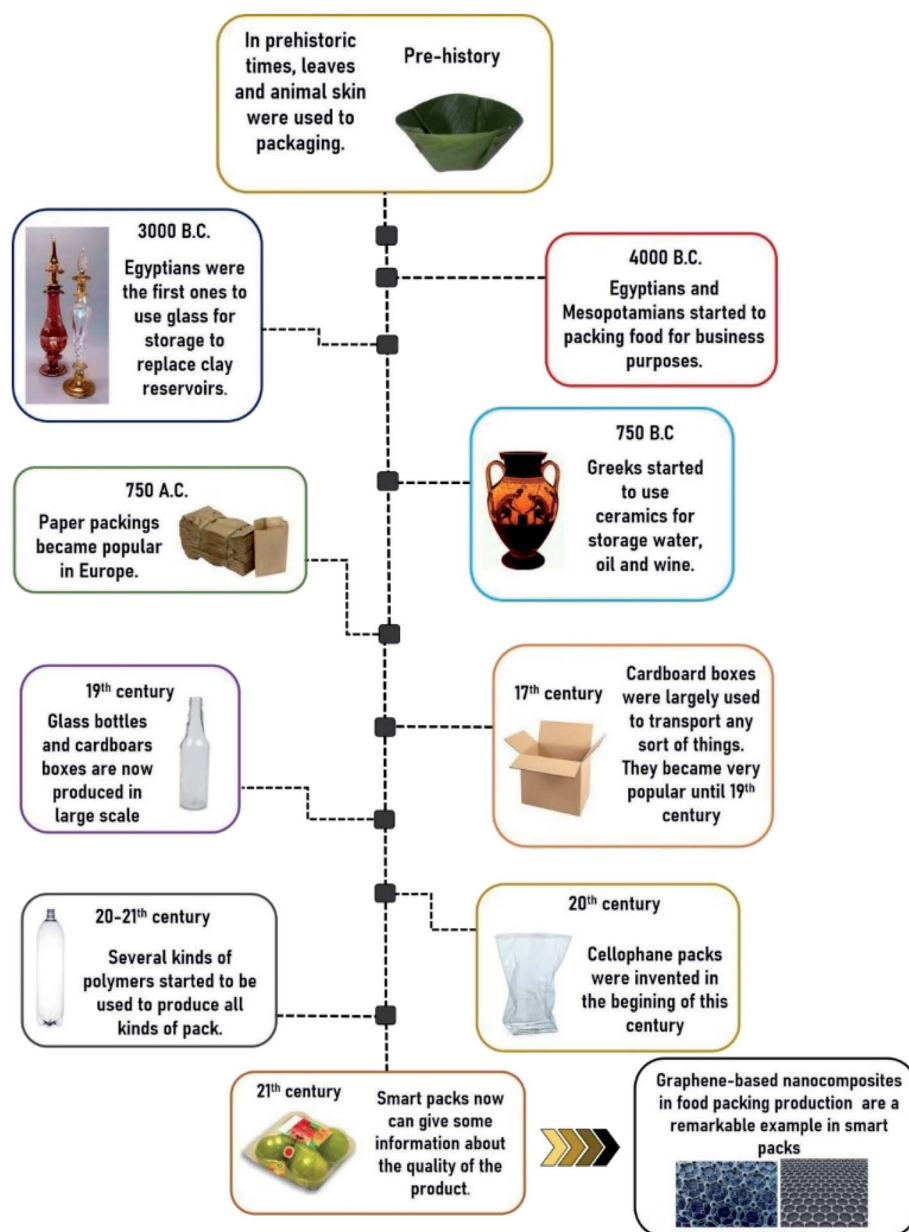 In prehistoric
times, leaves
and animal skin
were used to
packaging.
Pre-history
4000 B.C.
Egyptians and
Mesopotamians started to
packing food for business
purposes.
3000 B.C.
Egyptians were
the first ones to
use glass for
storage to
replace clay
reservoirs.
750 B.C
Greeks started
to use
ceramics for
storage water,
oil and wine.
750 A.C.
Paper packings
became popular
in Europe.
17th century
Cardboard boxes
were largely used
to transport any
sort of things.
They became very
popular until 19th
century
19th century
Glass bottles
and cardboars
boxes are now
produced in
large scale
20th century
Cellophane packs
were invented in
the begining of this
century
20-21th century
Several kinds of
polymers started to be
used to produce all
kinds of pack.
21th century
Smart packs now
can give some
information about
the quality of the
product.
Graphene-based nanocomposites
in food packing production are a
remarkable example in smart
packs